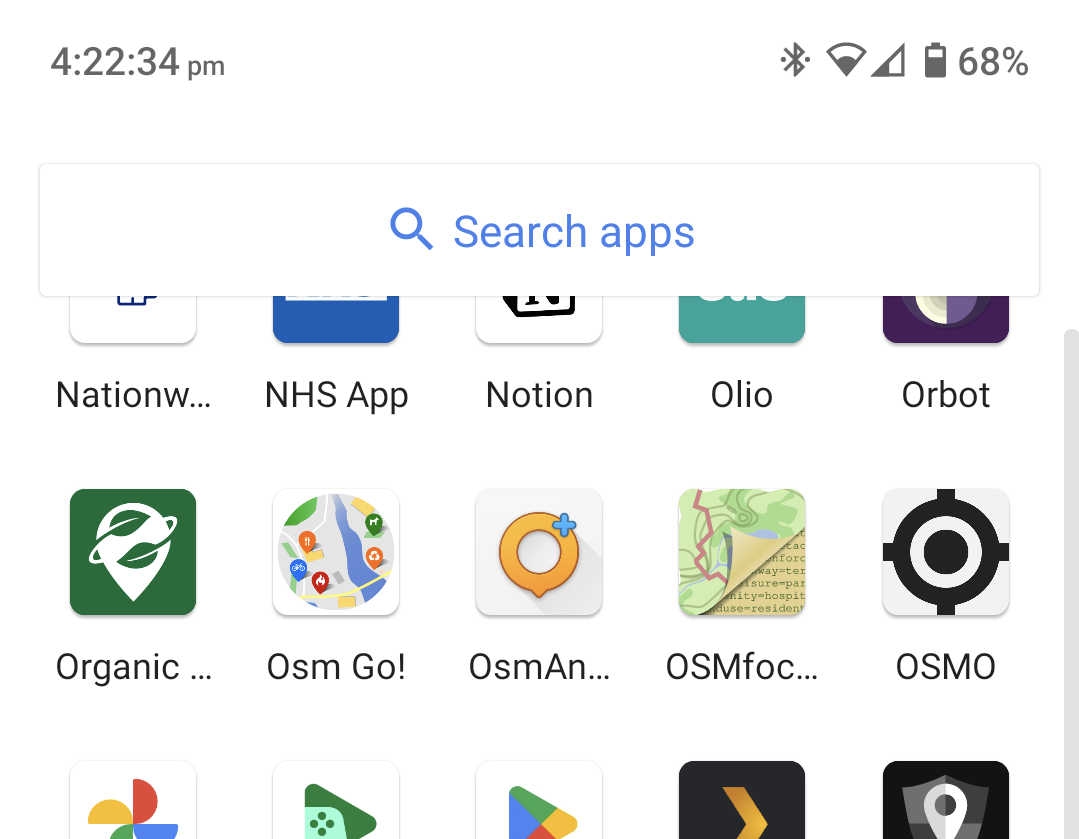 4:22:34 pm 68%
Search apps
Nationw... NHS App Notion Olio Orbot
Organic ... Osm Go! OsmAn... OSMfoc... OSMO